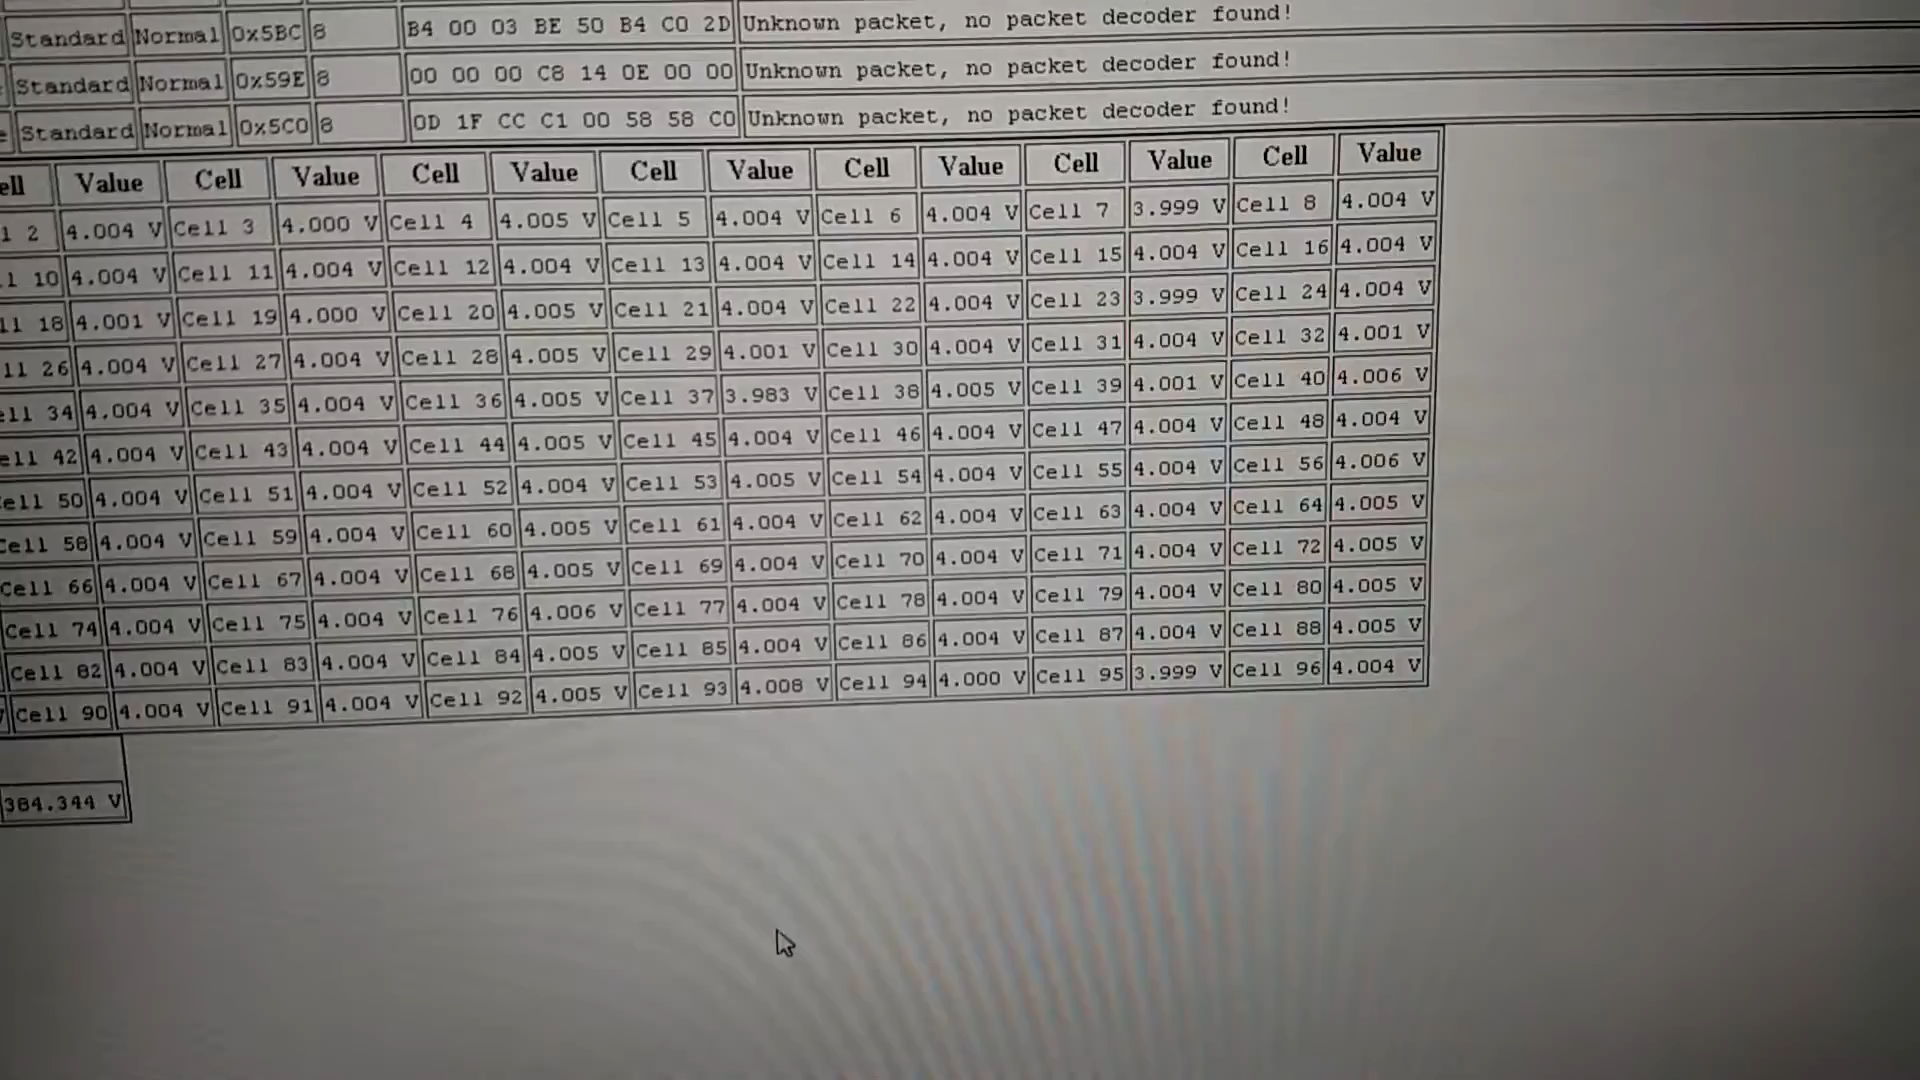 Standard Normal 0x5BC 8 B4 00 03 BE 50 B4 C0 2D Unknown packet, no packet decoder found!
Standard Normal 0x59E 8 00 00 00 C8 14 0E 00 00 Unknown packet, no packet decoder found!
e Standard Normal 0x5C0 8 0D 1F CC C1 00 58 58 C0 Unknown packet, no packet decoder found!
ell Value Cell Value Cell Value Cell Value Cell Value Cell Value Cell Value
l 2 4.004 V Cell 3 4.000 V Cell 4 4.005 V Cell 5 4.004 V Cell 6 4.004 V Cell 7 3.999 V Cell 8 4.004 V
l 10 4.004 V Cell 11 4.004 V Cell 12 4.004 V Cell 13 4.004 V Cell 14 4.004 V Cell 15 4.004 V Cell 16 4.004 V
ll 18 4.001 V Cell 19 4.000 V Cell 20 4.005 V Cell 21 4.004 V Cell 22 4.004 V Cell 23 3.999 V Cell 24 4.004 V
ll 26 4.004 V Cell 27 4.004 V Cell 28 4.005 V Cell 29 4.001 V Cell 30 4.004 V Cell 31 4.004 V Cell 32 4.001 V
ell 34 4.004 V Cell 35 4.004 V Cell 36 4.005 V Cell 37 3.983 V Cell 38 4.005 V Cell 39 4.001 V Cell 40 4.006 V
ell 42 4.004 V Cell 43 4.004 V Cell 44 4.005 V Cell 45 4.004 V Cell 46 4.004 V Cell 47 4.004 V Cell 48 4.004 V
ell 50 4.004 V Cell 51 4.004 V Cell 52 4.004 V Cell 53 4.005 V Cell 54 4.004 V Cell 55 4.004 V Cell 56 4.006 V
Cell 58 4.004 V Cell 59 4.004 V Cell 60 4.005 V Cell 61 4.004 V Cell 62 4.004 V Cell 63 4.004 V Cell 64 4.005 V
Cell 66 4.004 V Cell 67 4.004 V Cell 68 4.005 V Cell 69 4.004 V Cell 70 4.004 V Cell 71 4.004 V Cell 72 4.005 V
Cell 74 4.004 V Cell 75 4.004 V Cell 76 4.006 V Cell 77 4.004 V Cell 78 4.004 V Cell 79 4.004 V Cell 80 4.005 V
Cell 82 4.004 V Cell 83 4.004 V Cell 84 4.005 V Cell 85 4.004 V Cell 86 4.004 V Cell 87 4.004 V Cell 88 4.005 V
Cell 90 4.004 V Cell 91 4.004 V Cell 92 4.005 V Cell 93 4.008 V Cell 94 4.000 V Cell 95 3.999 V Cell 96 4.004 V
384.344 V